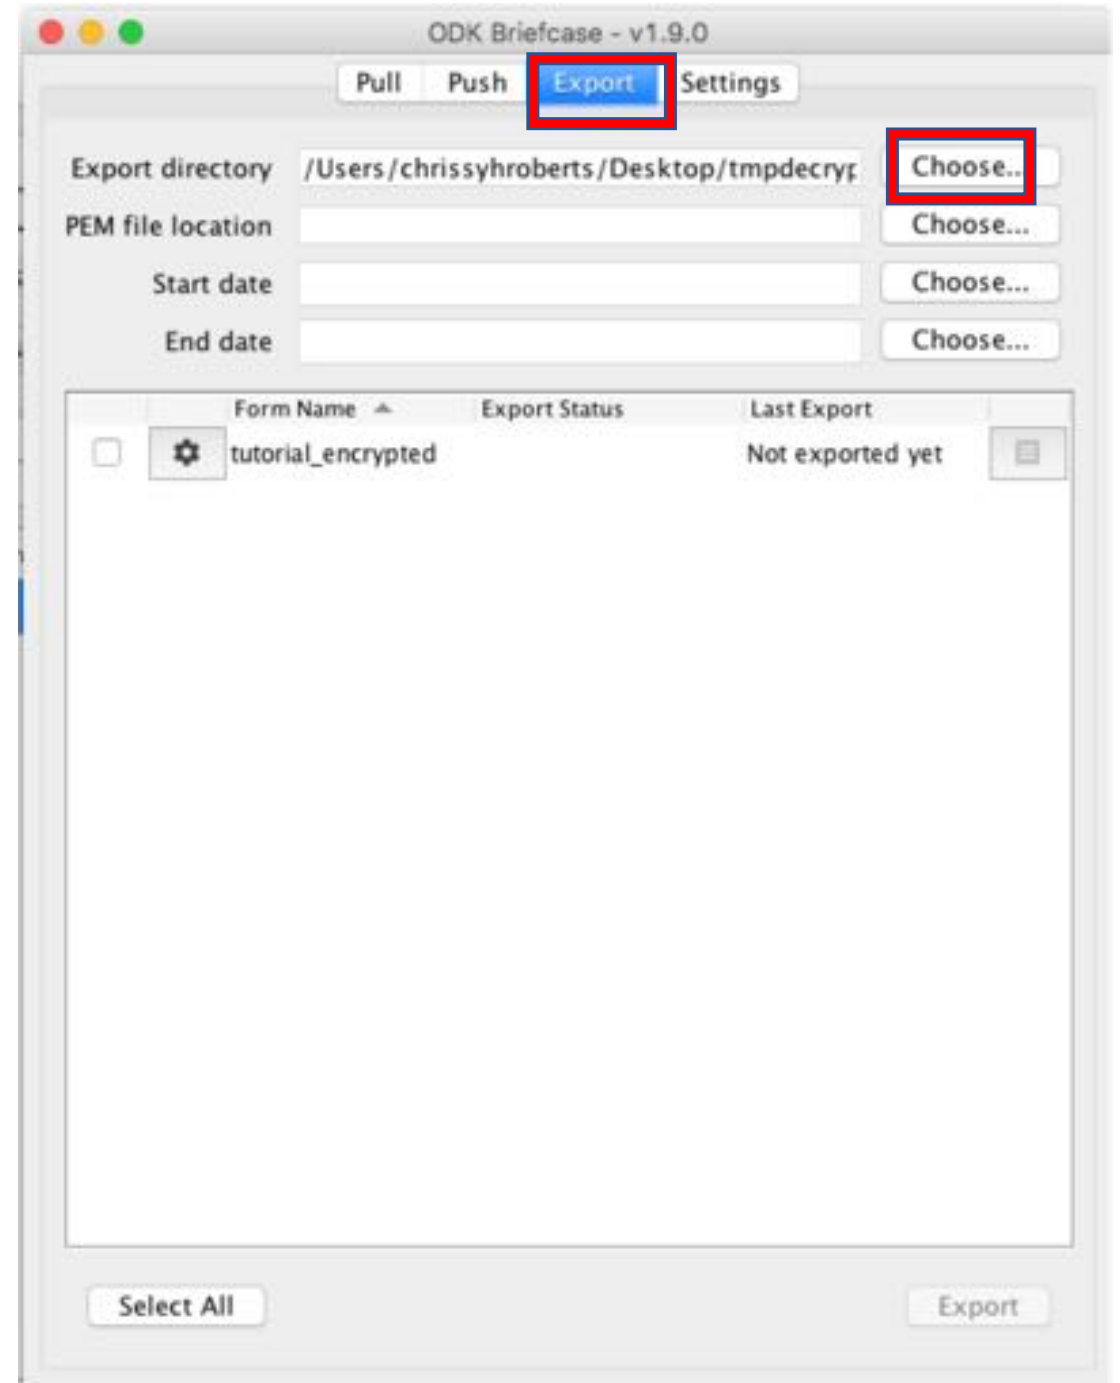 ODK Briefcase - v1.9.0
Pull Push Export Settings
Export directory /Users/chrissyhroberts/Desktop/tmpdecryp Choose...
PEM file location Choose...
Start date Choose...
End date Choose...
Form Name Export Status Last Export
tutorial_encrypted Not exported yet
Select All Export